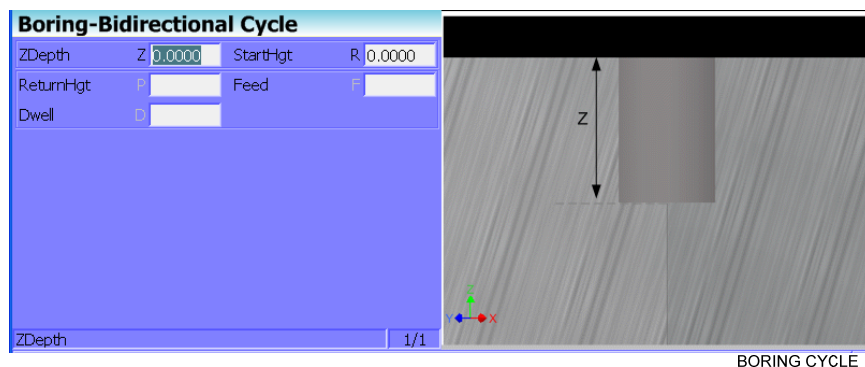 Boring-Bidirectional Cycle
ZDepth Z 0.0000 StartHgt R 0.0000
ReturnHgt P Feed F
Dwell D
Z
Z
Y X
ZDepth 1/1
BORING CYCLE